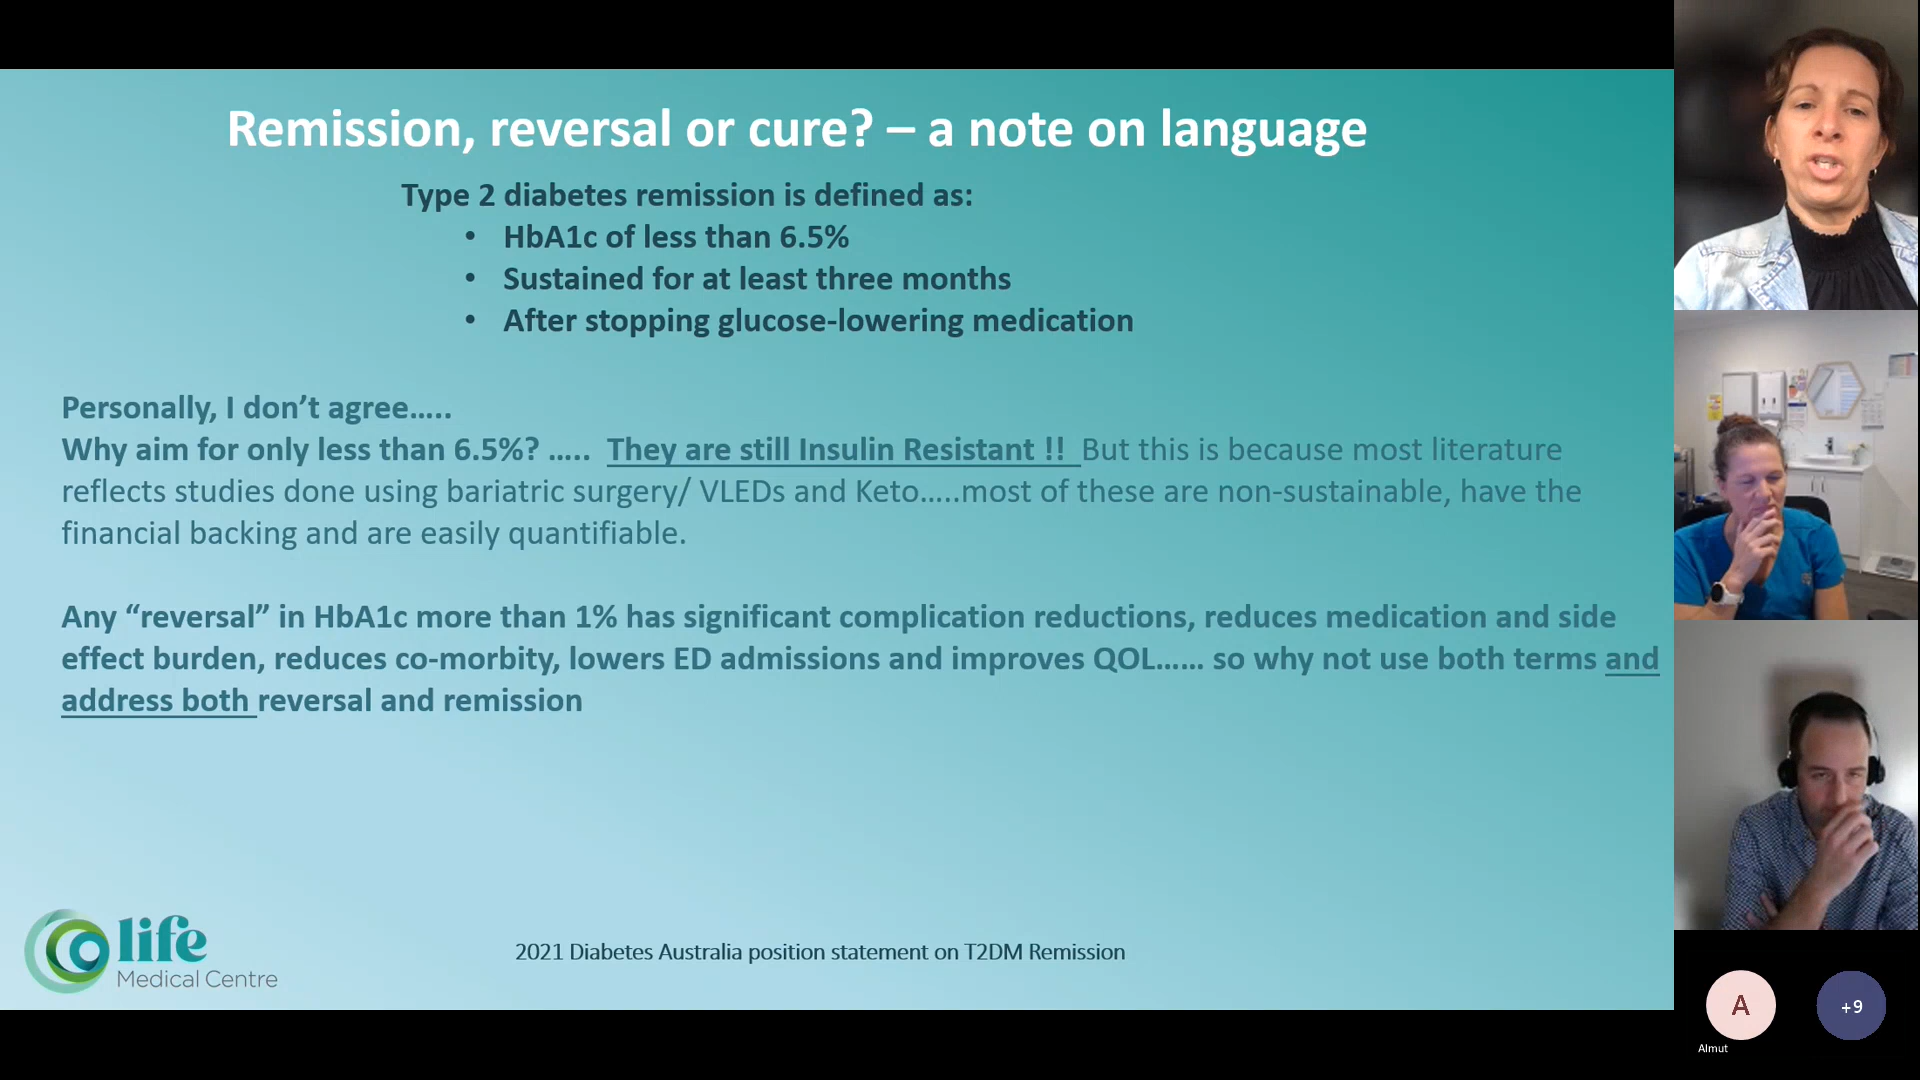 Remission, reversal or cure? – a note on language
Type 2 diabetes remission is defined as:
• HbA1c of less than 6.5%
• Sustained for at least three months
• After stopping glucose-lowering medication
Personally, I don’t agree…..
Why aim for only less than 6.5%? ….. They are still Insulin Resistant !! But this is because most literature
reflects studies done using bariatric surgery/ VLEDs and Keto…..most of these are non-sustainable, have the
financial backing and are easily quantifiable.
Any “reversal” in HbA1c more than 1% has significant complication reductions, reduces medication and side
effect burden, reduces co-morbity, lowers ED admissions and improves QOL…… so why not use both terms and
address both reversal and remission
life
Medical Centre
2021 Diabetes Australia position statement on T2DM Remission
A
+9
Almut